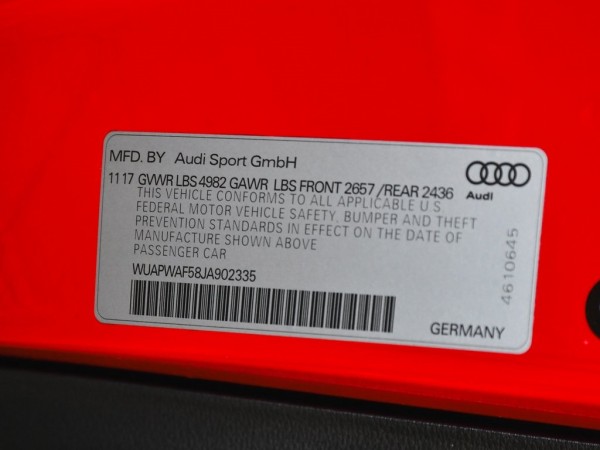 MFD. BY Audi Sport GmbH
Audi
11 17 GVWR LBS 4982 GAWR LBS FRONT 2657 /REAR 2436
THIS VEHICLE CONFORMS TO ALL APPLICABLE U S
FEDERAL MOTOR VEHICLE SAFETY, BUMPER AND THEFT
PREVENTION STANDARDS IN EFFECT ON THE DATE OF
MANUFACTURE SHOWN ABOVE
PASSENGER CAR
WUAPWAF58JA902335
4610645
GERMANY